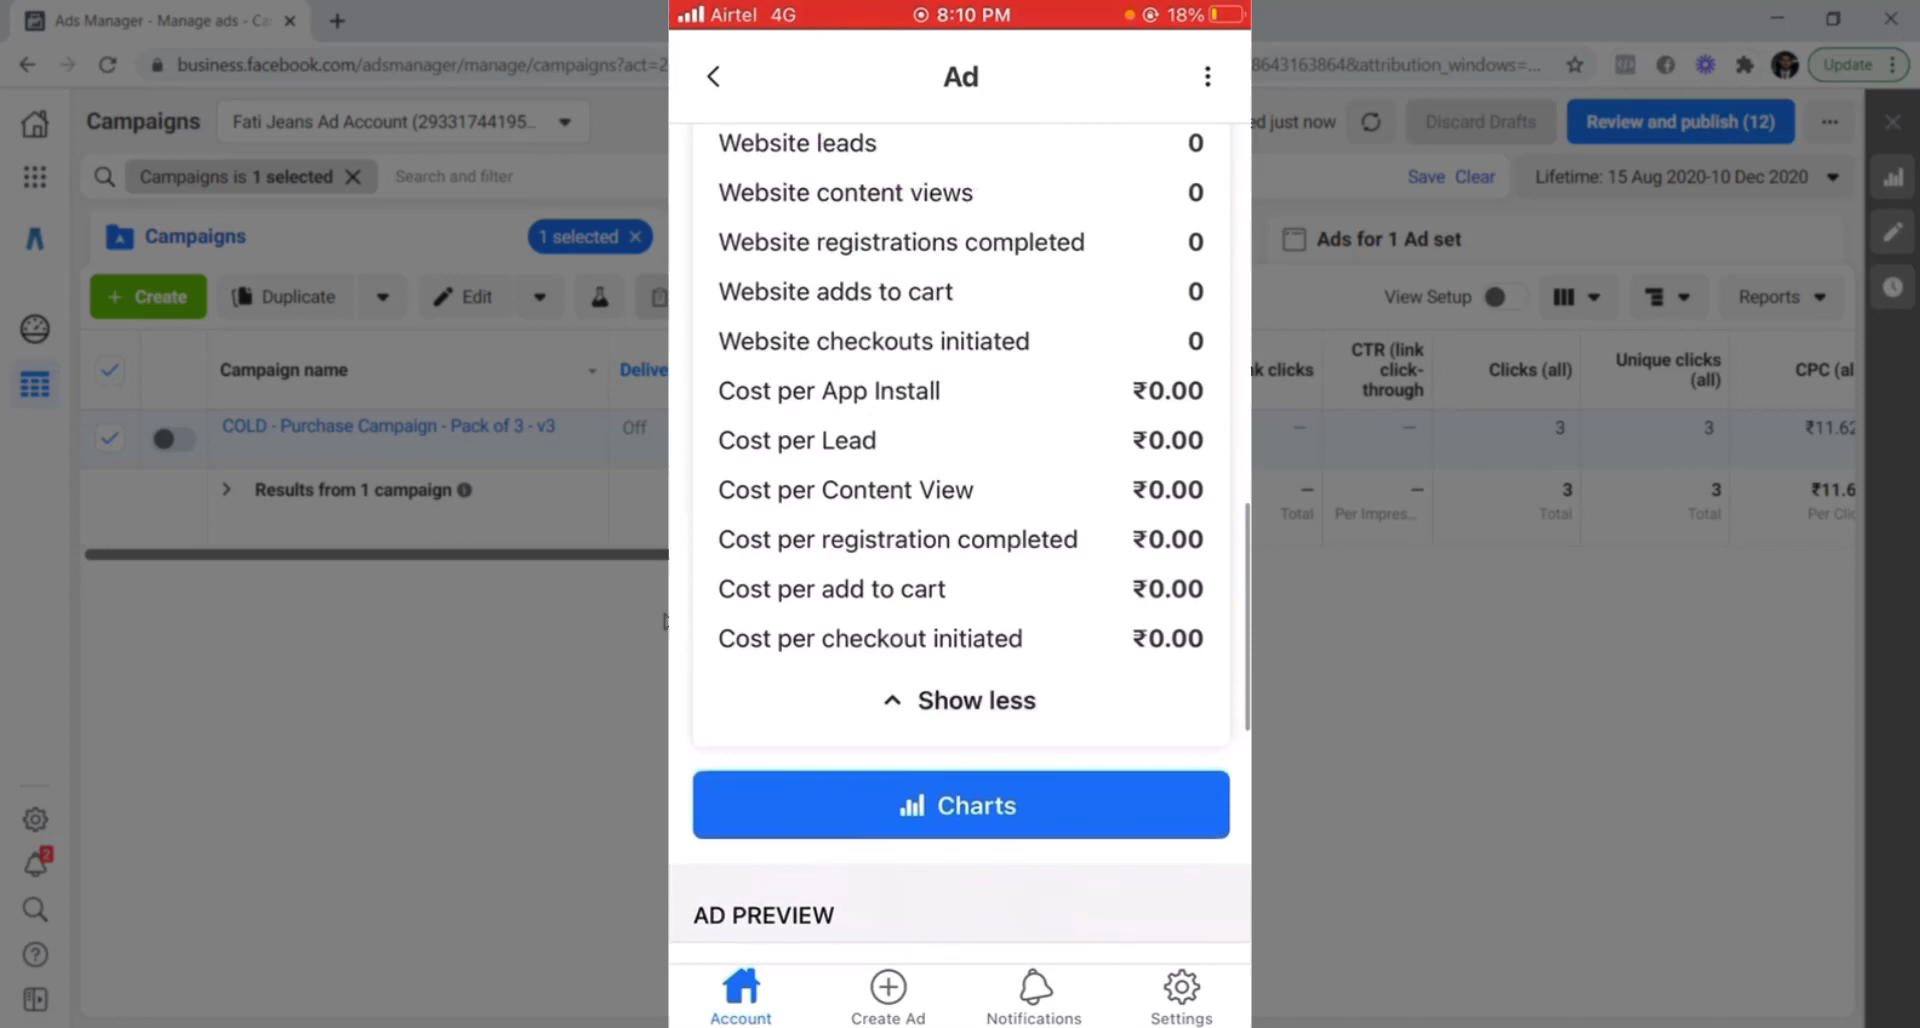 Ads Manager - Manage ads - Ca
business.facebook.com/adsmanager/manage/campaigns?act=2
8643163864&attribution_windows=...
Update
Campaigns
Fati Jeans Ad Account (29331744195...
ed just now
Discard Drafts
Review and publish (12)
Campaigns is 1 selected
Search and filter
Save Clear
Lifetime: 15 Aug 2020-10 Dec 2020
Campaigns
1 selected
Ads for 1 Ad set
+ Create
Duplicate
Edit
View Setup
Reports
Campaign name
Delive
nk clicks
CTR (link
click-
through
Clicks (all)
Unique clicks
(all)
CPC (al
COLD - Purchase Campaign - Pack of 3 - v3
Off
—
—
3
3
₹11.62
Results from 1 campaign
—
—
3
3
₹11.6
Total
Per Impres...
Total
Total
Per Clic
2
Airtel 4G
8:10 PM
18%
Ad
Website leads 0
Website content views 0
Website registrations completed 0
Website adds to cart 0
Website checkouts initiated 0
Cost per App Install ₹0.00
Cost per Lead ₹0.00
Cost per Content View ₹0.00
Cost per registration completed ₹0.00
Cost per add to cart ₹0.00
Cost per checkout initiated ₹0.00
Show less
Charts
AD PREVIEW
Account
Create Ad
Notifications
Settings